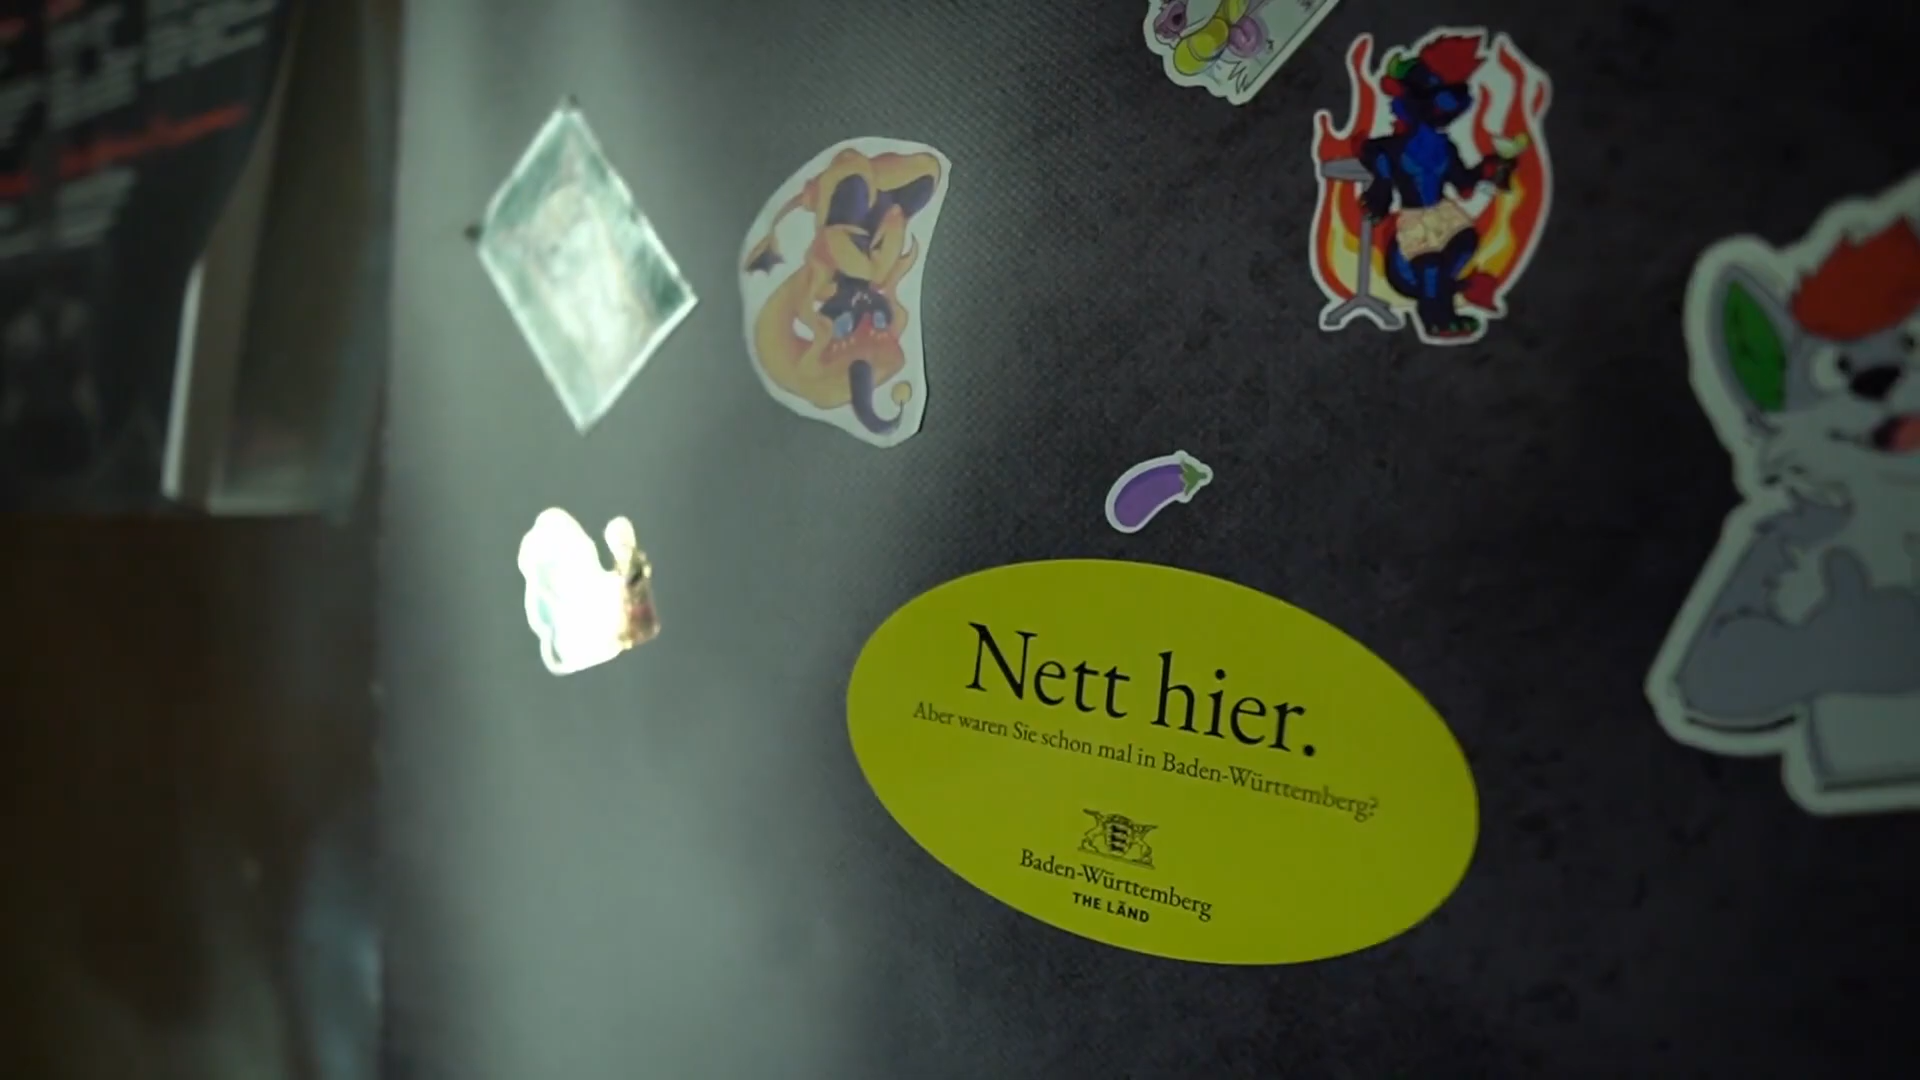 Nett hier.
Aber waren Sie schon mal in Baden-Württemberg?
Baden-Württemberg
THE LÄND